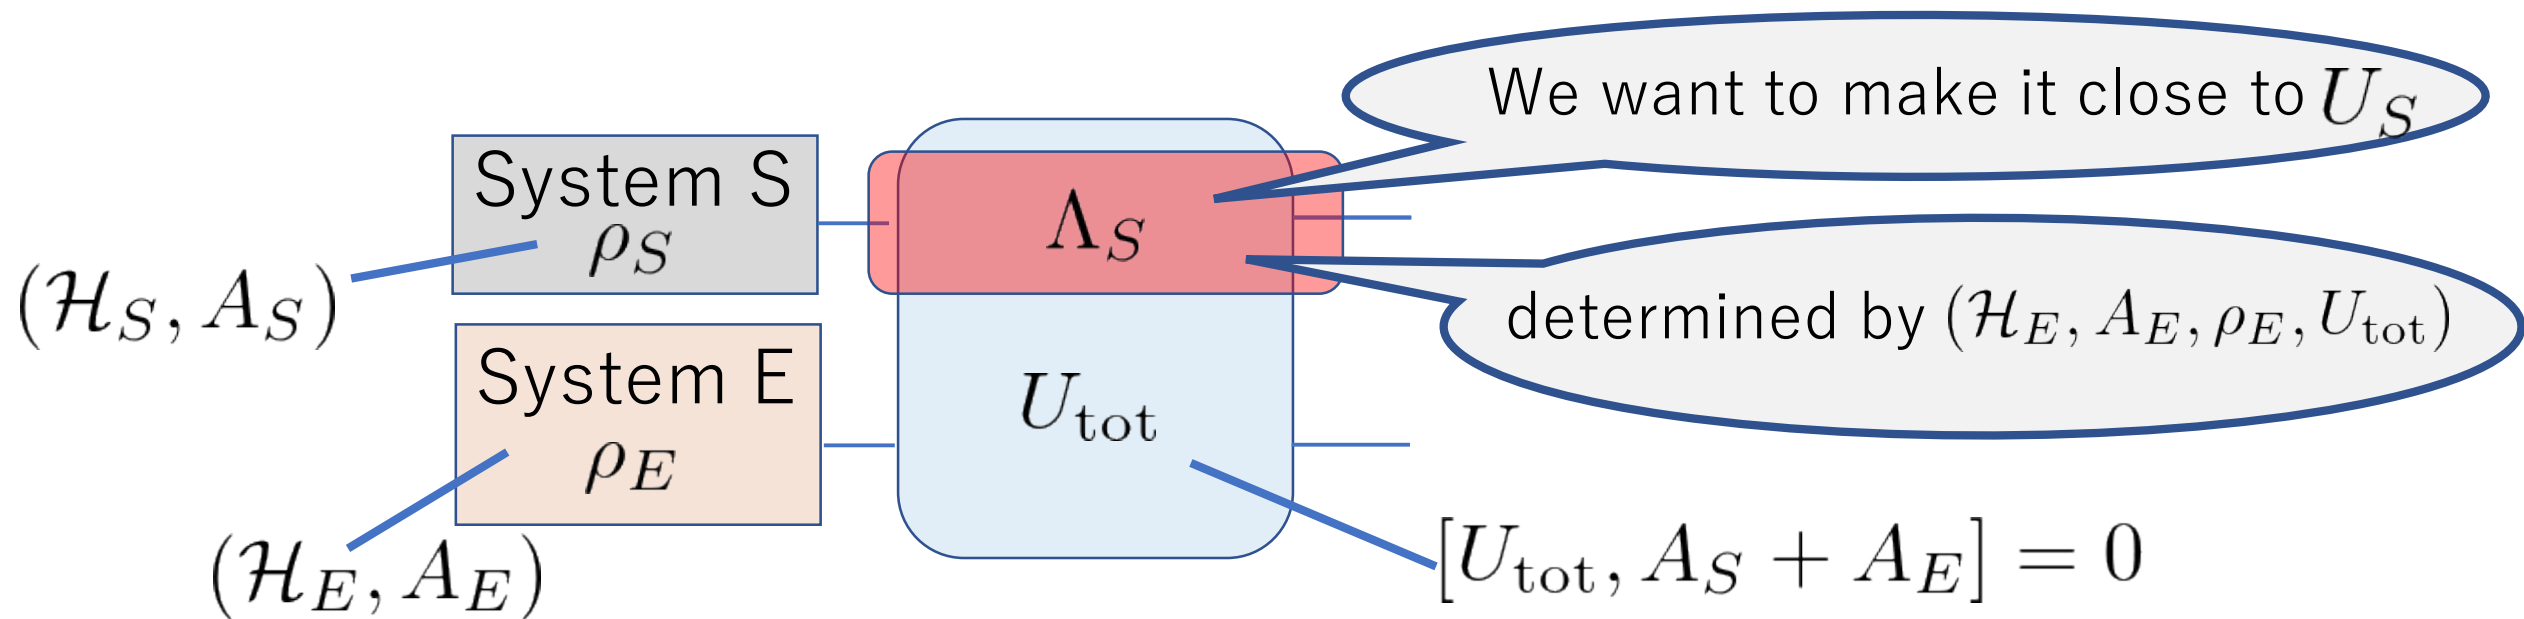 We want to make it close to U_S
System S
ρ_S
Λ_S
(ℋ_S, A_S)
determined by (ℋ_E, A_E, ρ_E, U_tot)
System E
ρ_E
U_tot
(ℋ_E, A_E)
[U_tot, A_S + A_E] = 0